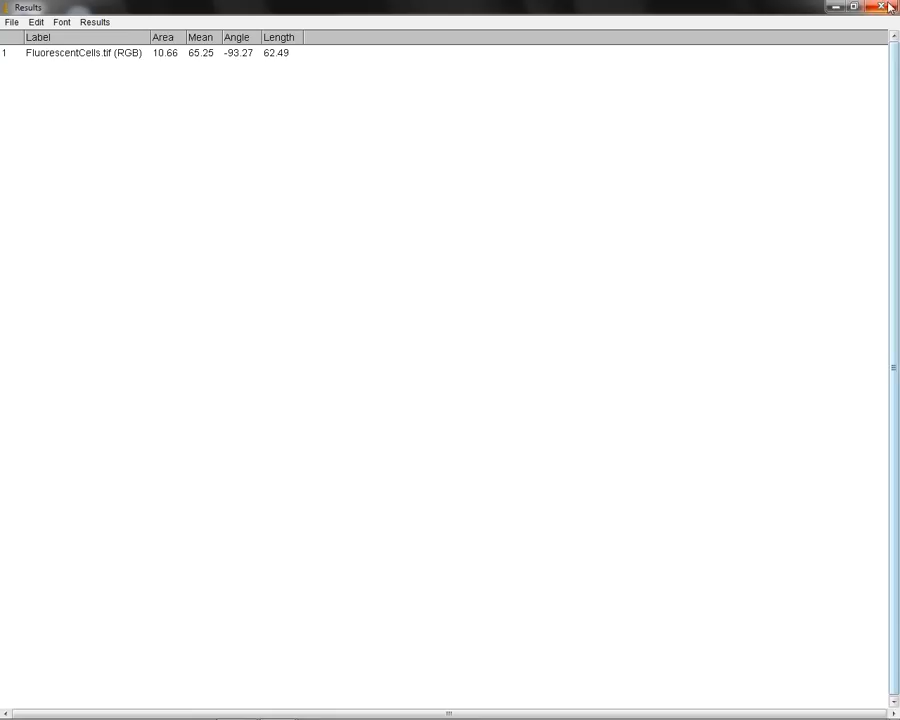 Results
File Edit Font Results
Label Area Mean Angle Length
1 FluorescentCells.tif (RGB) 10.66 65.25 -93.27 62.49